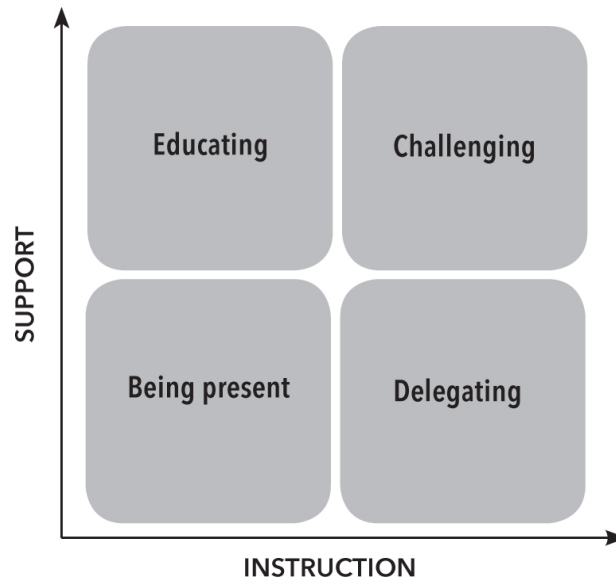 Educating
Challenging
SUPPORT
Being present
Delegating
INSTRUCTION